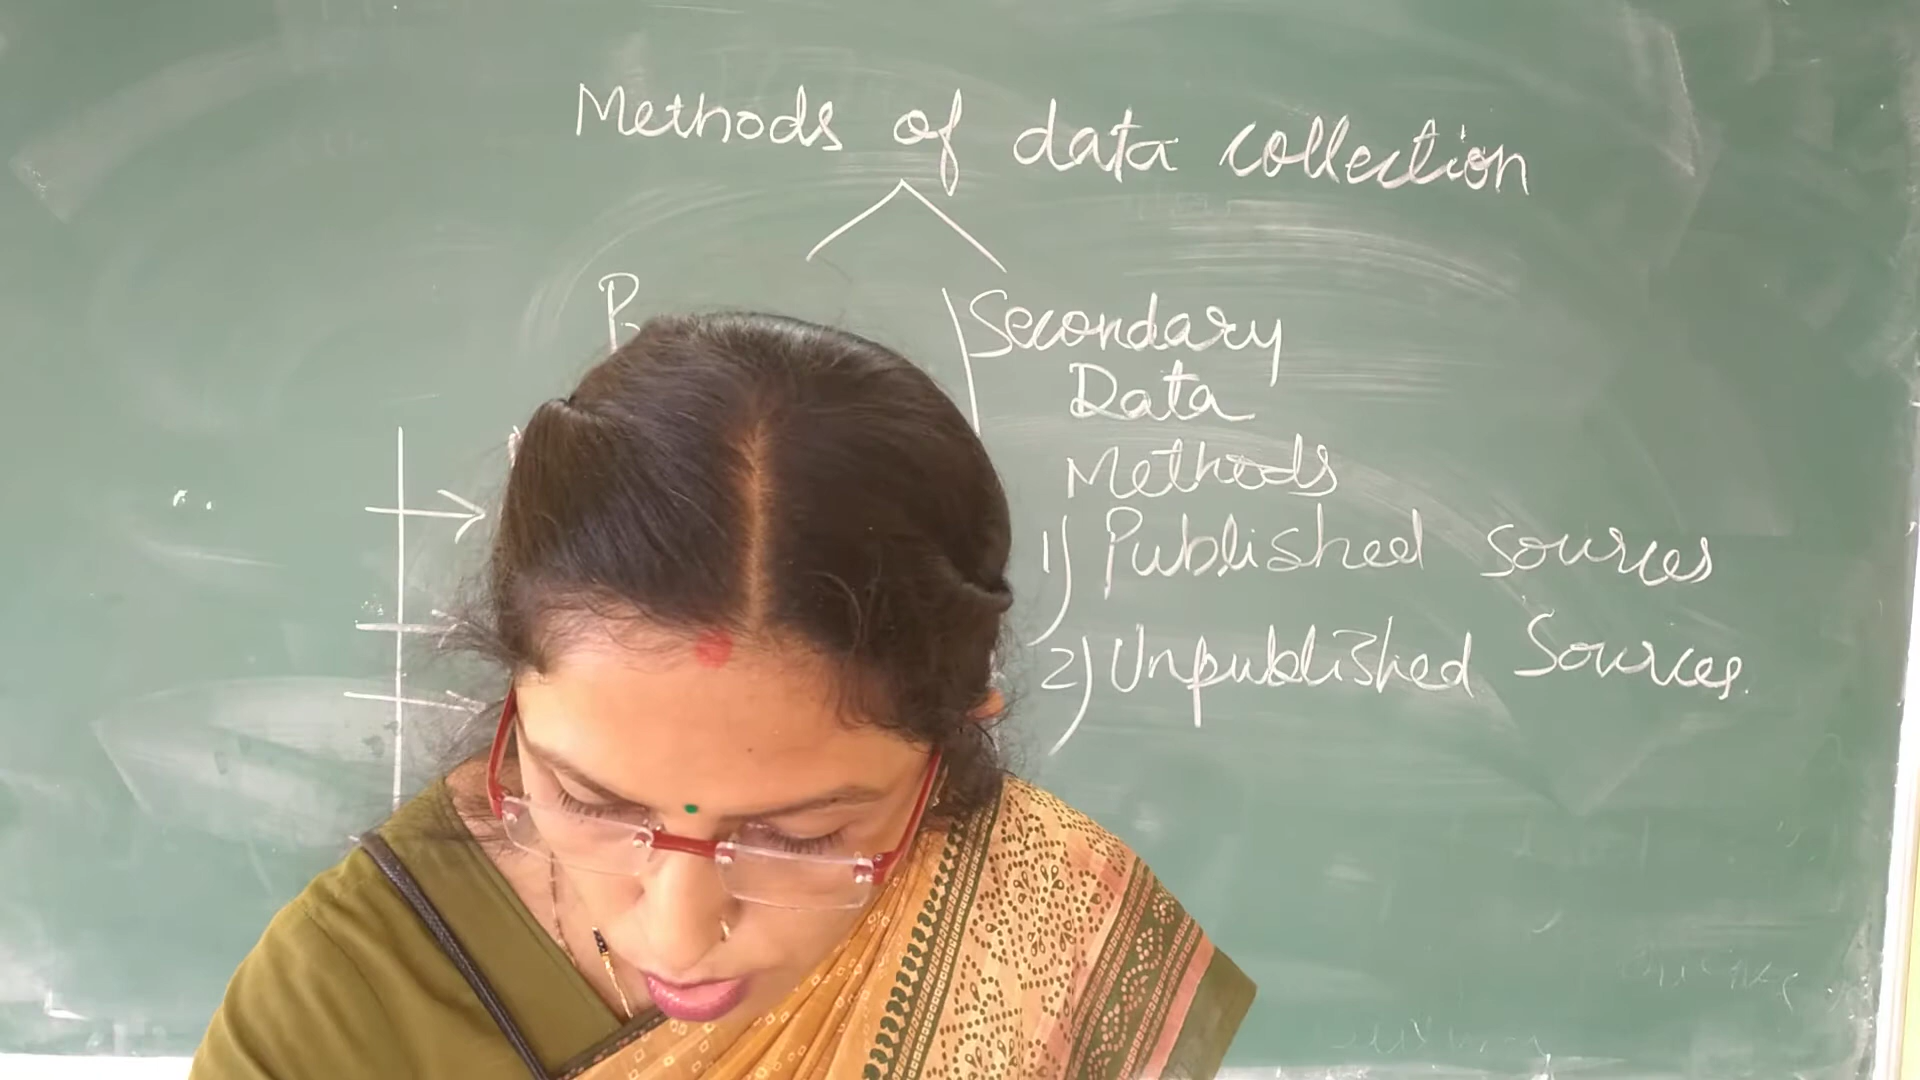 Methods of data collection
Secondary
Data
Methods
1) Published sources
2) Unpublished Sources